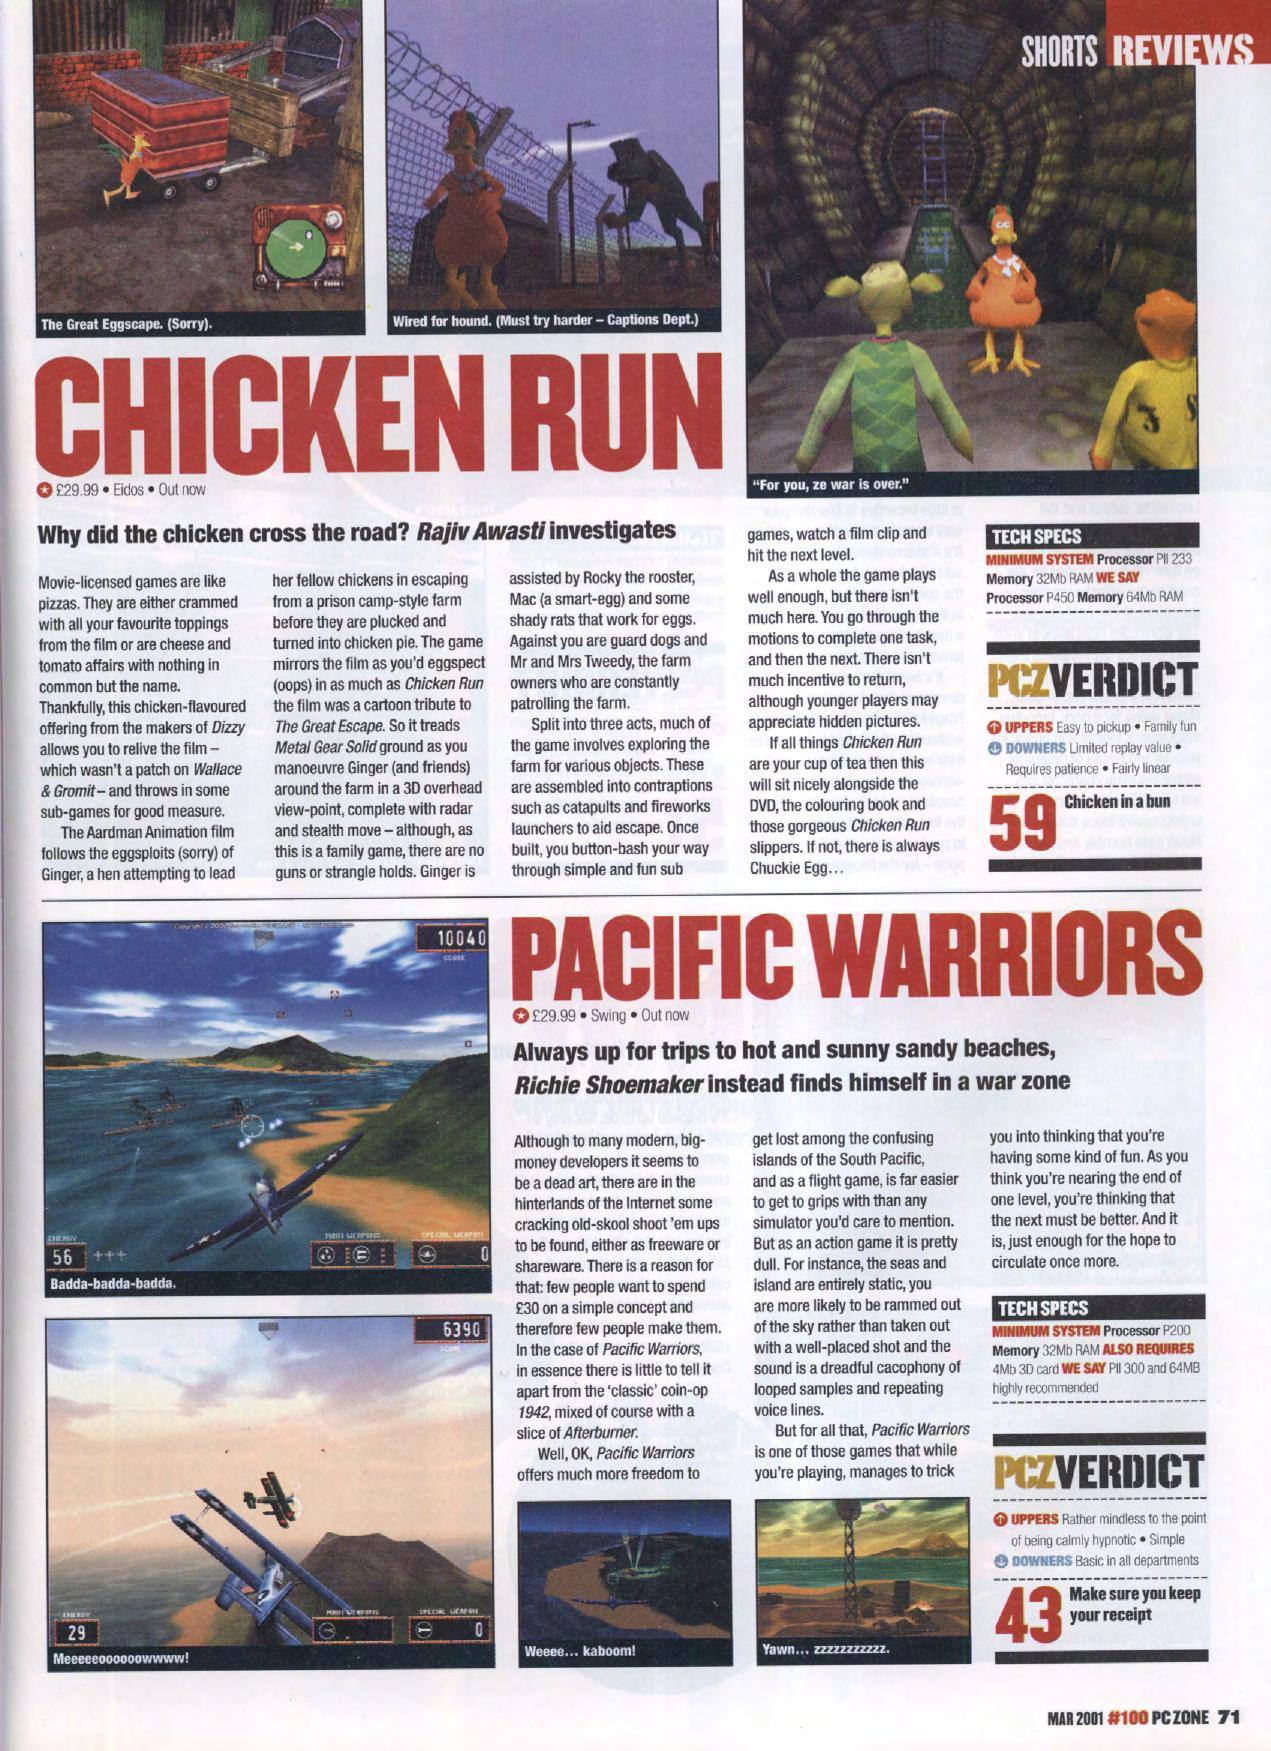 SHORTS REVIEWS
The Great Eggscape. (Sorry).
Wired for hound. (Must try harder – Captions Dept.)
"For you, ze war is over."
CHICKEN RUN
£29.99 • Eidos • Out now
Why did the chicken cross the road? Rajiv Awasti investigates
Movie-licensed games are like
pizzas. They are either crammed
with all your favourite toppings
from the film or are cheese and
tomato affairs with nothing in
common but the name.
Thankfully, this chicken-flavoured
offering from the makers of Dizzy
allows you to relive the film –
which wasn't a patch on Wallace
& Gromit – and throws in some
sub-games for good measure.
The Aardman Animation film
follows the eggsploits (sorry) of
Ginger, a hen attempting to lead
her fellow chickens in escaping
from a prison camp-style farm
before they are plucked and
turned into chicken pie. The game
mirrors the film as you'd eggspect
(oops) in as much as Chicken Run
the film was a cartoon tribute to
The Great Escape. So it treads
Metal Gear Solid ground as you
manoeuvre Ginger (and friends)
around the farm in a 3D overhead
view-point, complete with radar
and stealth move – although, as
this is a family game, there are no
guns or strangle holds. Ginger is
assisted by Rocky the rooster,
Mac (a smart-egg) and some
shady rats that work for eggs.
Against you are guard dogs and
Mr and Mrs Tweedy, the farm
owners who are constantly
patrolling the farm.
Split into three acts, much of
the game involves exploring the
farm for various objects. These
are assembled into contraptions
such as catapults and fireworks
launchers to aid escape. Once
built, you button-bash your way
through simple and fun sub
games, watch a film clip and
hit the next level.
As a whole the game plays
well enough, but there isn't
much here. You go through the
motions to complete one task,
and then the next. There isn't
much incentive to return,
although younger players may
appreciate hidden pictures.
If all things Chicken Run
are your cup of tea then this
will sit nicely alongside the
DVD, the colouring book and
those gorgeous Chicken Run
slippers. If not, there is always
Chuckie Egg...
TECH SPECS
MINIMUM SYSTEM Processor PII 233
Memory 32Mb RAM WE SAY
Processor P450 Memory 64Mb RAM
PCZVERDICT
UPPERS Easy to pickup • Family fun
DOWNERS Limited replay value •
Requires patience • Fairly linear
59 Chicken in a bun
10040
SCORE
ENERGY
56
MAIN WEAPONS
SPECIAL WEAPON
0
Badda-badda-badda.
6390
SCORE
ENERGY
29
MAIN WEAPONS
SPECIAL WEAPON
0
Meeeeeoooooowwww!
PACIFIC WARRIORS
£29.99 • Swing • Out now
Always up for trips to hot and sunny sandy beaches,
Richie Shoemaker instead finds himself in a war zone
Although to many modern, big-
money developers it seems to
be a dead art, there are in the
hinterlands of the Internet some
cracking old-skool shoot 'em ups
to be found, either as freeware or
shareware. There is a reason for
that: few people want to spend
£30 on a simple concept and
therefore few people make them.
In the case of Pacific Warriors,
in essence there is little to tell it
apart from the 'classic' coin-op
1942, mixed of course with a
slice of Afterburner.
Well, OK, Pacific Warriors
offers much more freedom to
get lost among the confusing
islands of the South Pacific,
and as a flight game, is far easier
to get to grips with than any
simulator you'd care to mention.
But as an action game it is pretty
dull. For instance, the seas and
island are entirely static, you
are more likely to be rammed out
of the sky rather than taken out
with a well-placed shot and the
sound is a dreadful cacophony of
looped samples and repeating
voice lines.
But for all that, Pacific Warriors
is one of those games that while
you're playing, manages to trick
you into thinking that you're
having some kind of fun. As you
think you're nearing the end of
one level, you're thinking that
the next must be better. And it
is, just enough for the hope to
circulate once more.
Weeee... kaboom!
Yawn... zzzzzzzzzzz.
TECH SPECS
MINIMUM SYSTEM Processor P200
Memory 32Mb RAM ALSO REQUIRES
4Mb 3D card WE SAY PII 300 and 64MB
highly recommended
PCZVERDICT
UPPERS Rather mindless to the point
of being calmly hypnotic • Simple
DOWNERS Basic in all departments
43 Make sure you keep
your receipt
MAR 2001 #100 PC ZONE 71